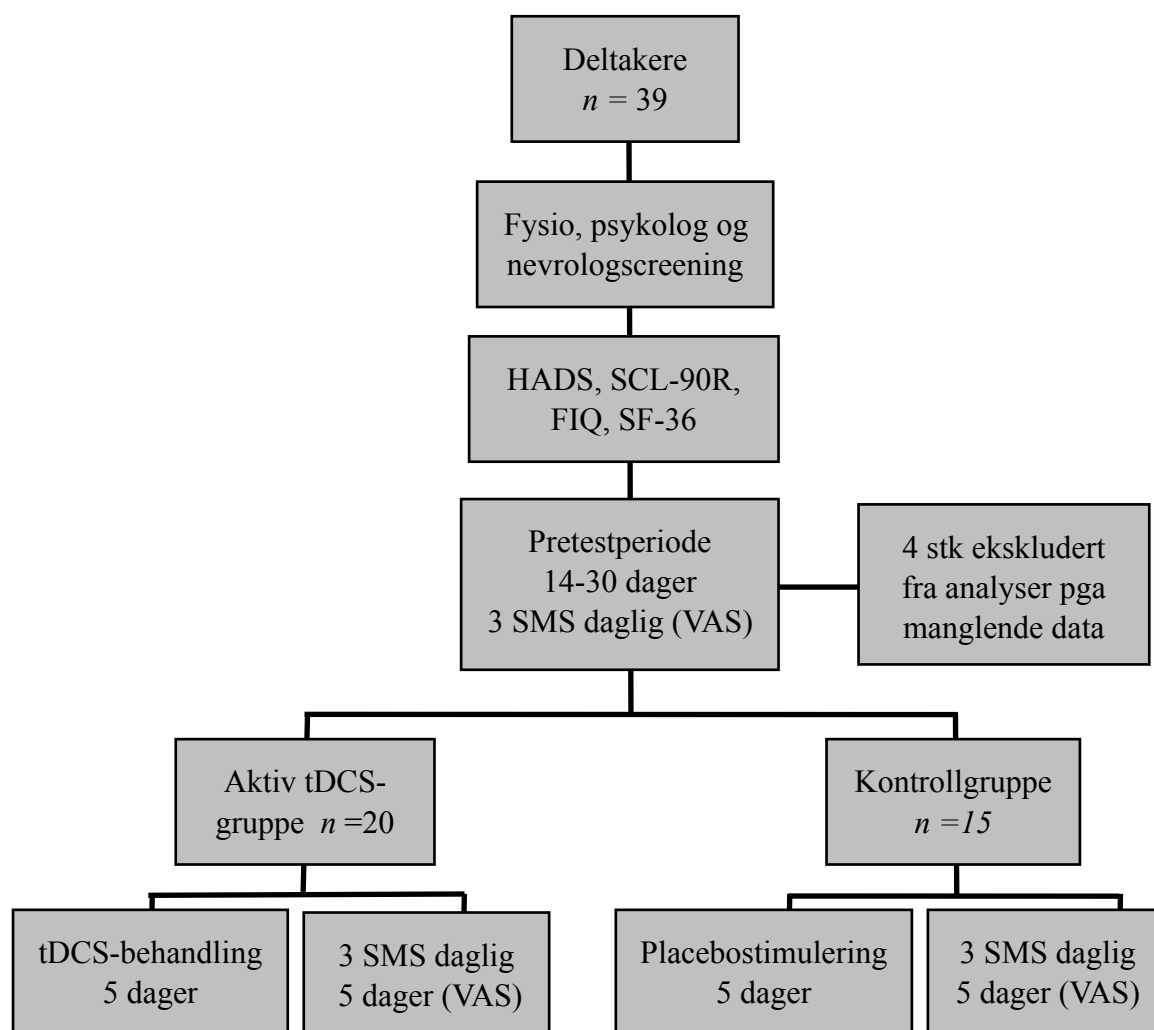 Deltakere
n = 39
Fysio, psykolog og
nevrologscreening
HADS, SCL-90R,
FIQ, SF-36
Pretestperiode
14-30 dager
3 SMS daglig (VAS)
4 stk ekskludert
fra analyser pga
manglende data
Aktiv tDCS-
gruppe n =20
Kontrollgruppe
n =15
tDCS-behandling
5 dager
3 SMS daglig
5 dager (VAS)
Placebostimulering
5 dager
3 SMS daglig
5 dager (VAS)